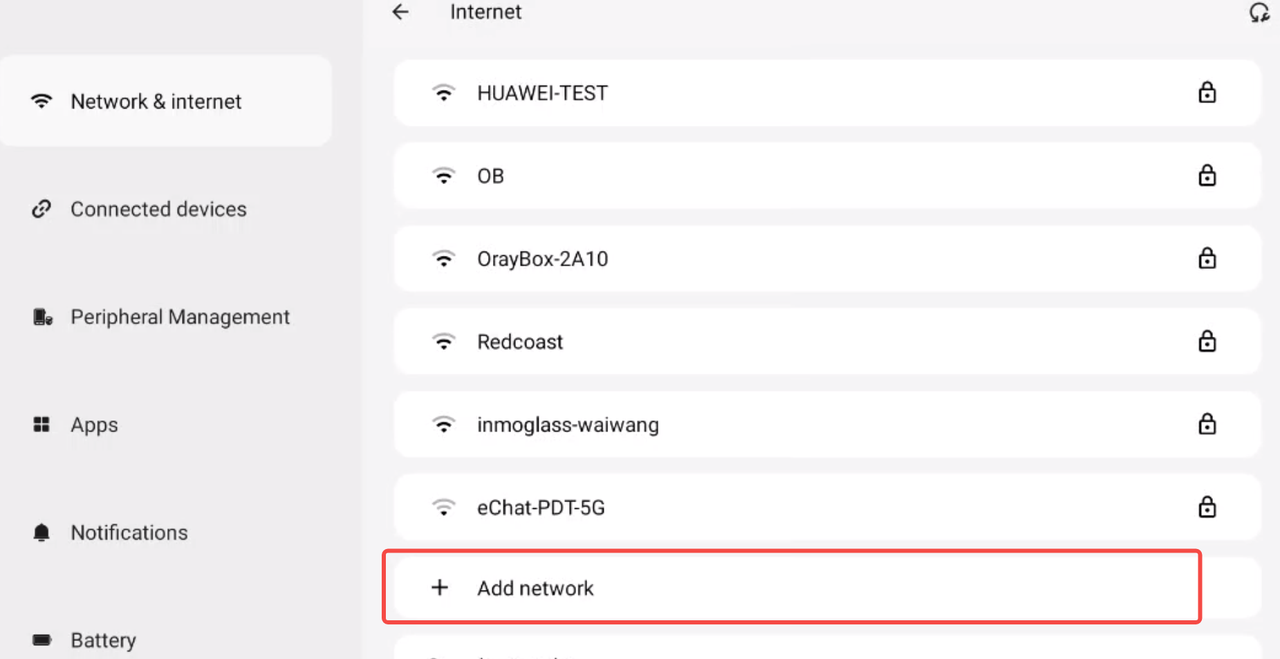 Internet
Network & internet
Connected devices
Peripheral Management
Apps
Notifications
Battery
HUAWEI-TEST
OB
OrayBox-2A10
Redcoast
inmoglass-waiwang
eChat-PDT-5G
Add network